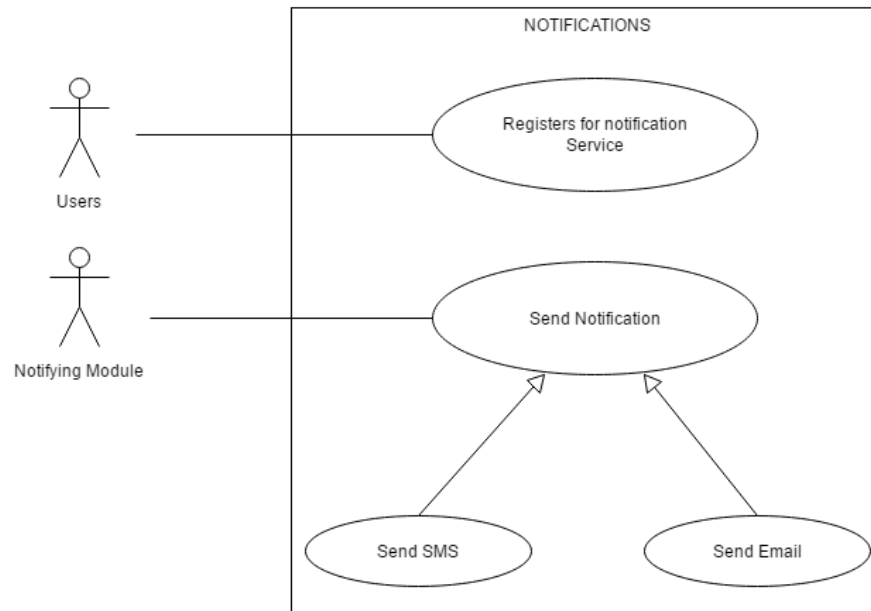 NOTIFICATIONS
Registers for notification
Service
Users
Send Notification
Notifying Module
Send SMS
Send Email